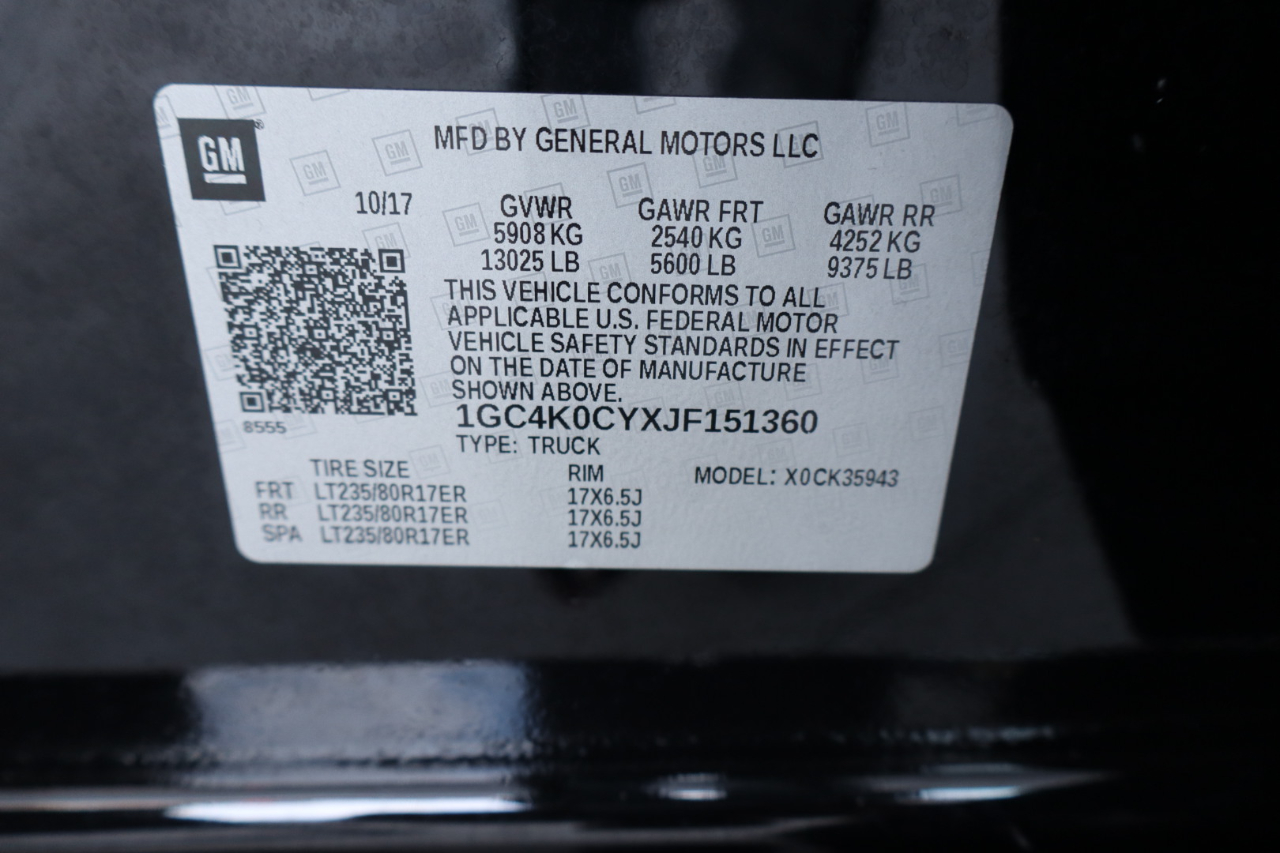 GM
MFD BY GENERAL MOTORS LLC
10/17 GVWR GAWR FRT GAWR RR
5908 KG 2540 KG 4252 KG
13025 LB 5600 LB 9375 LB
THIS VEHICLE CONFORMS TO ALL
APPLICABLE U.S. FEDERAL MOTOR
VEHICLE SAFETY STANDARDS IN EFFECT
ON THE DATE OF MANUFACTURE
SHOWN ABOVE.
8555 1GC4K0CYXJF151360
TYPE: TRUCK
TIRE SIZE RIM MODEL: X0CK35943
FRT LT235/80R17ER 17X6.5J
RR LT235/80R17ER 17X6.5J
SPA LT235/80R17ER 17X6.5J